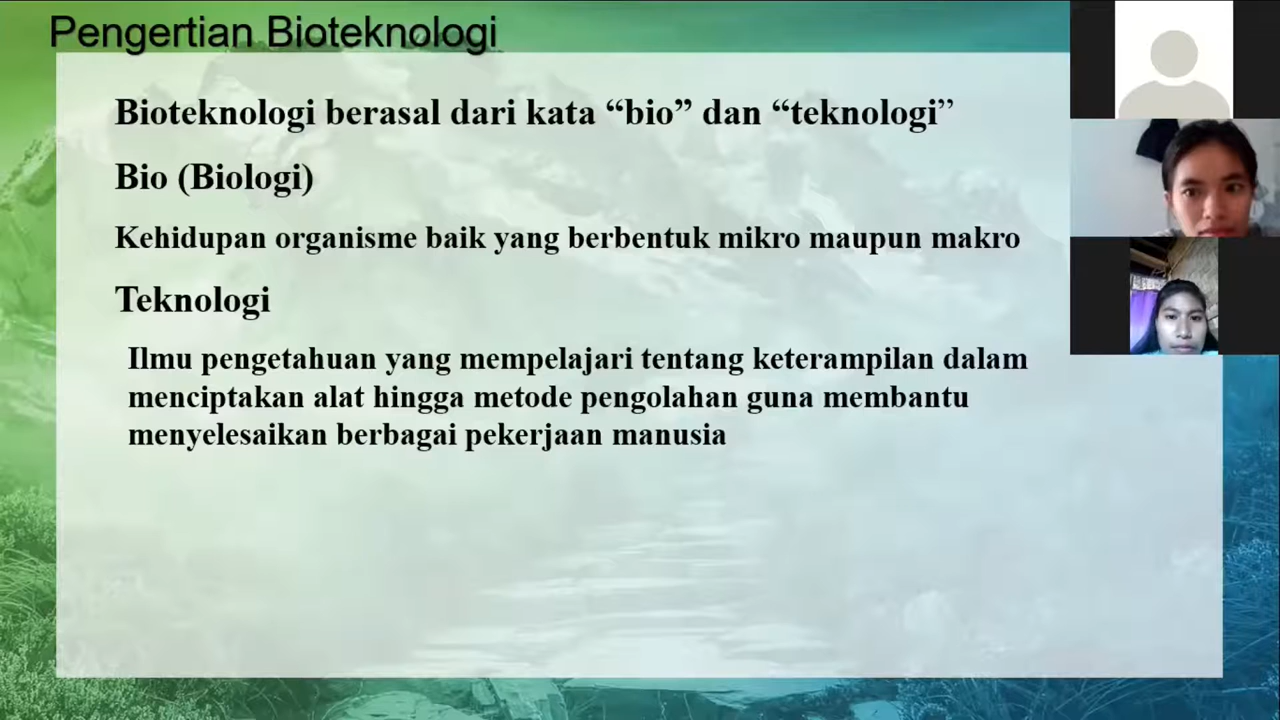 Pengertian Bioteknologi
Bioteknologi berasal dari kata “bio” dan “teknologi”
Bio (Biologi)
Kehidupan organisme baik yang berbentuk mikro maupun makro
Teknologi
Ilmu pengetahuan yang mempelajari tentang keterampilan dalam
menciptakan alat hingga metode pengolahan guna membantu
menyelesaikan berbagai pekerjaan manusia